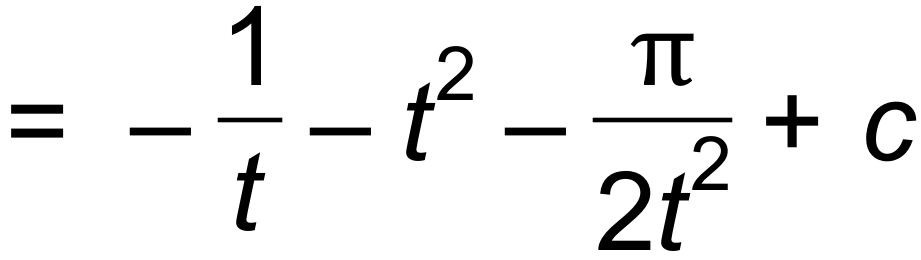 = − 1/t − t² − π/2t² + c